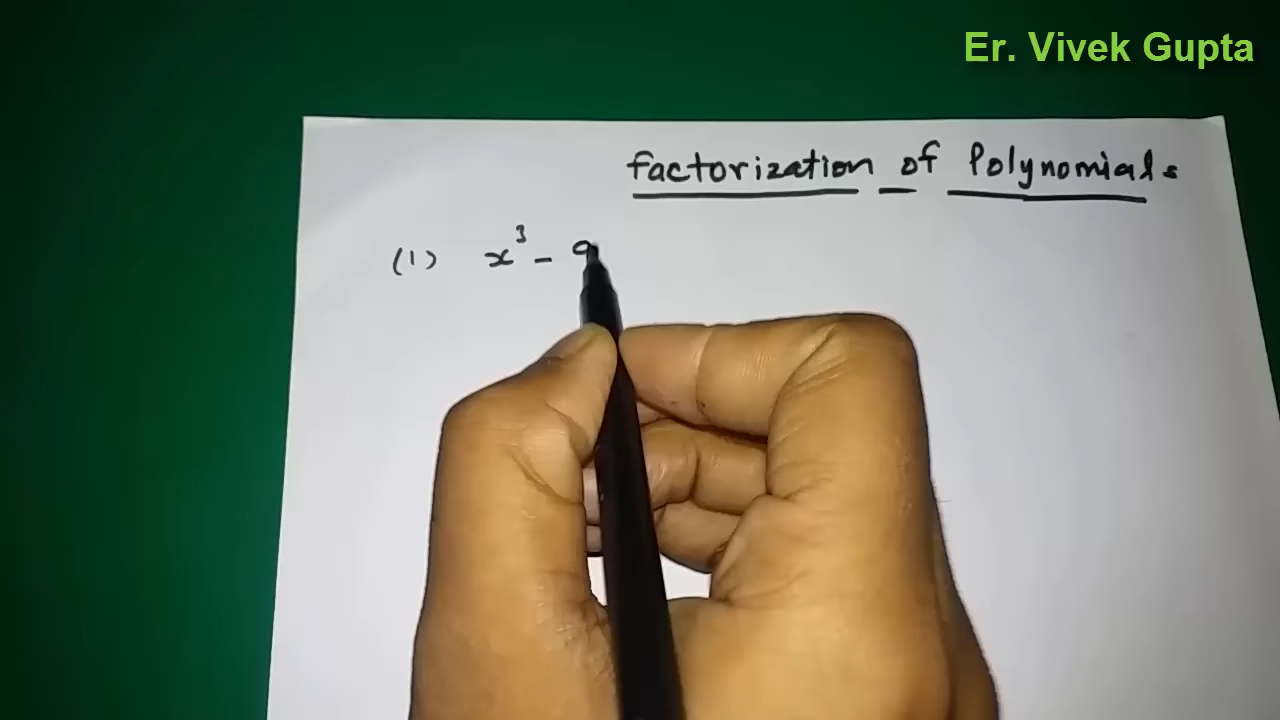 Er. Vivek Gupta
Factorization of Polynomials
(1) x³ - 9